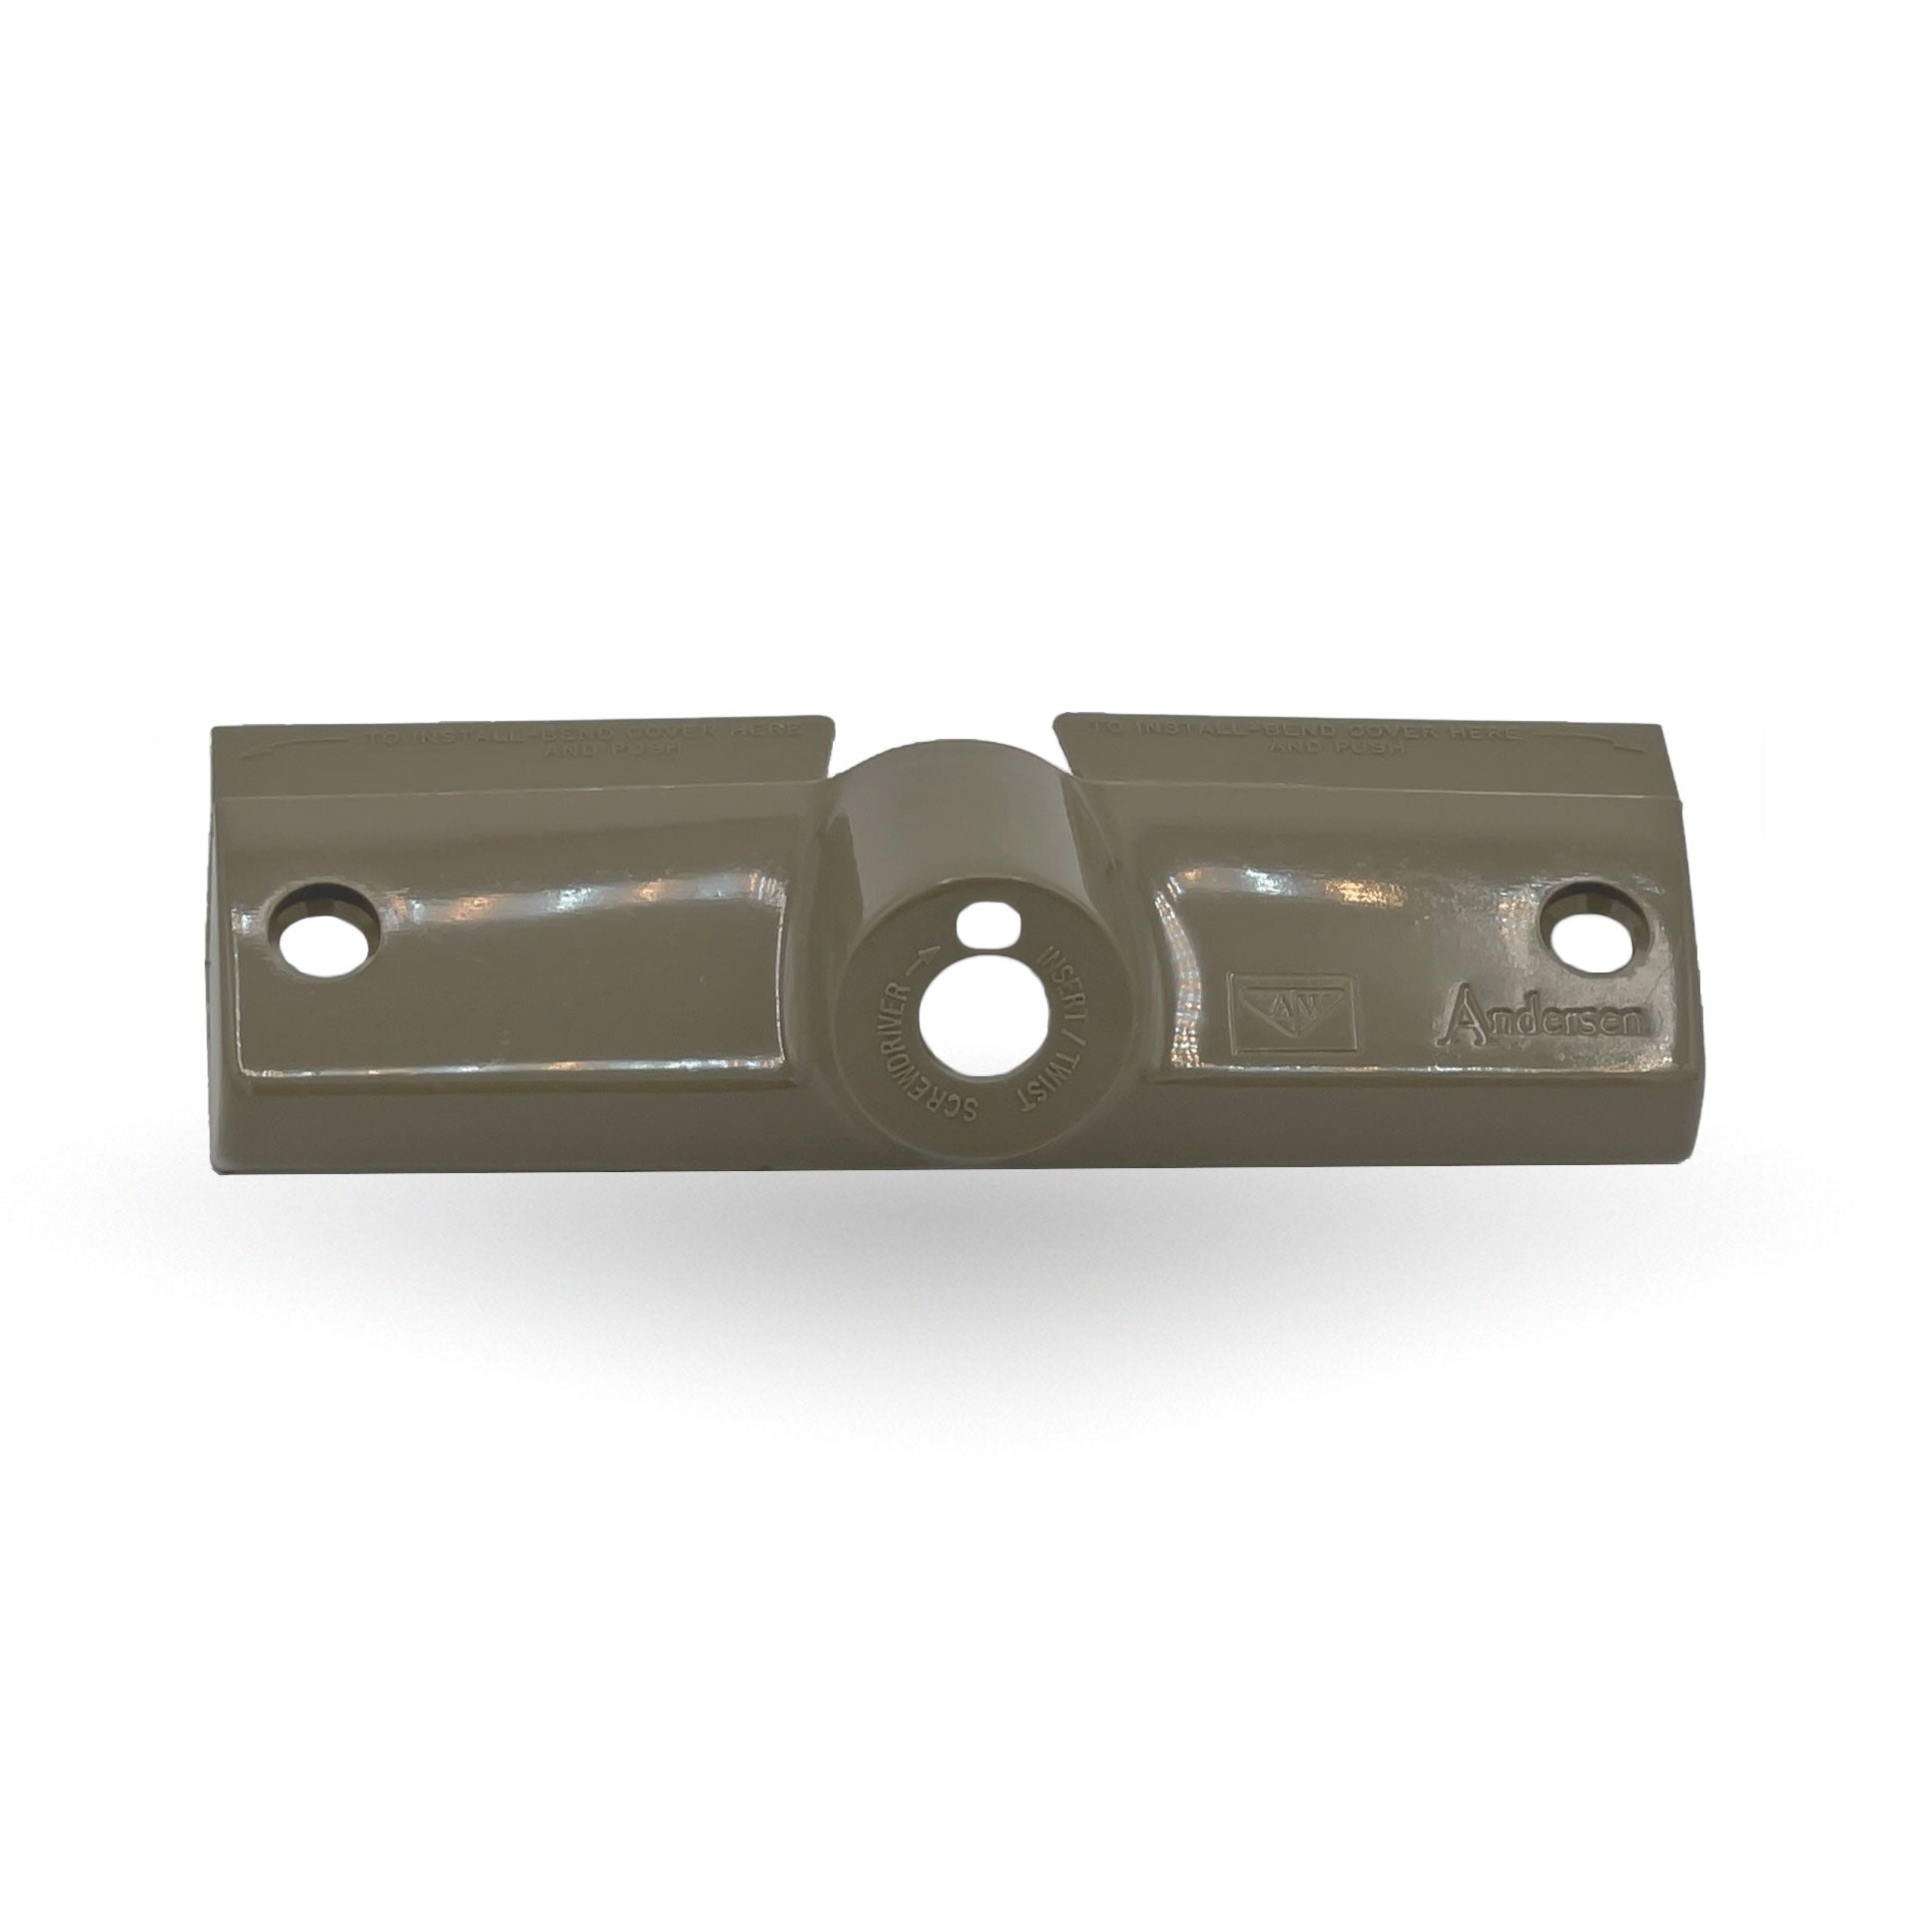 TO INSTALL-BEND COVER HERE
AND PUSH
TO INSTALL-BEND COVER HERE
AND PUSH
INSERT / TWIST
SCREWDRIVER
AW
Andersen